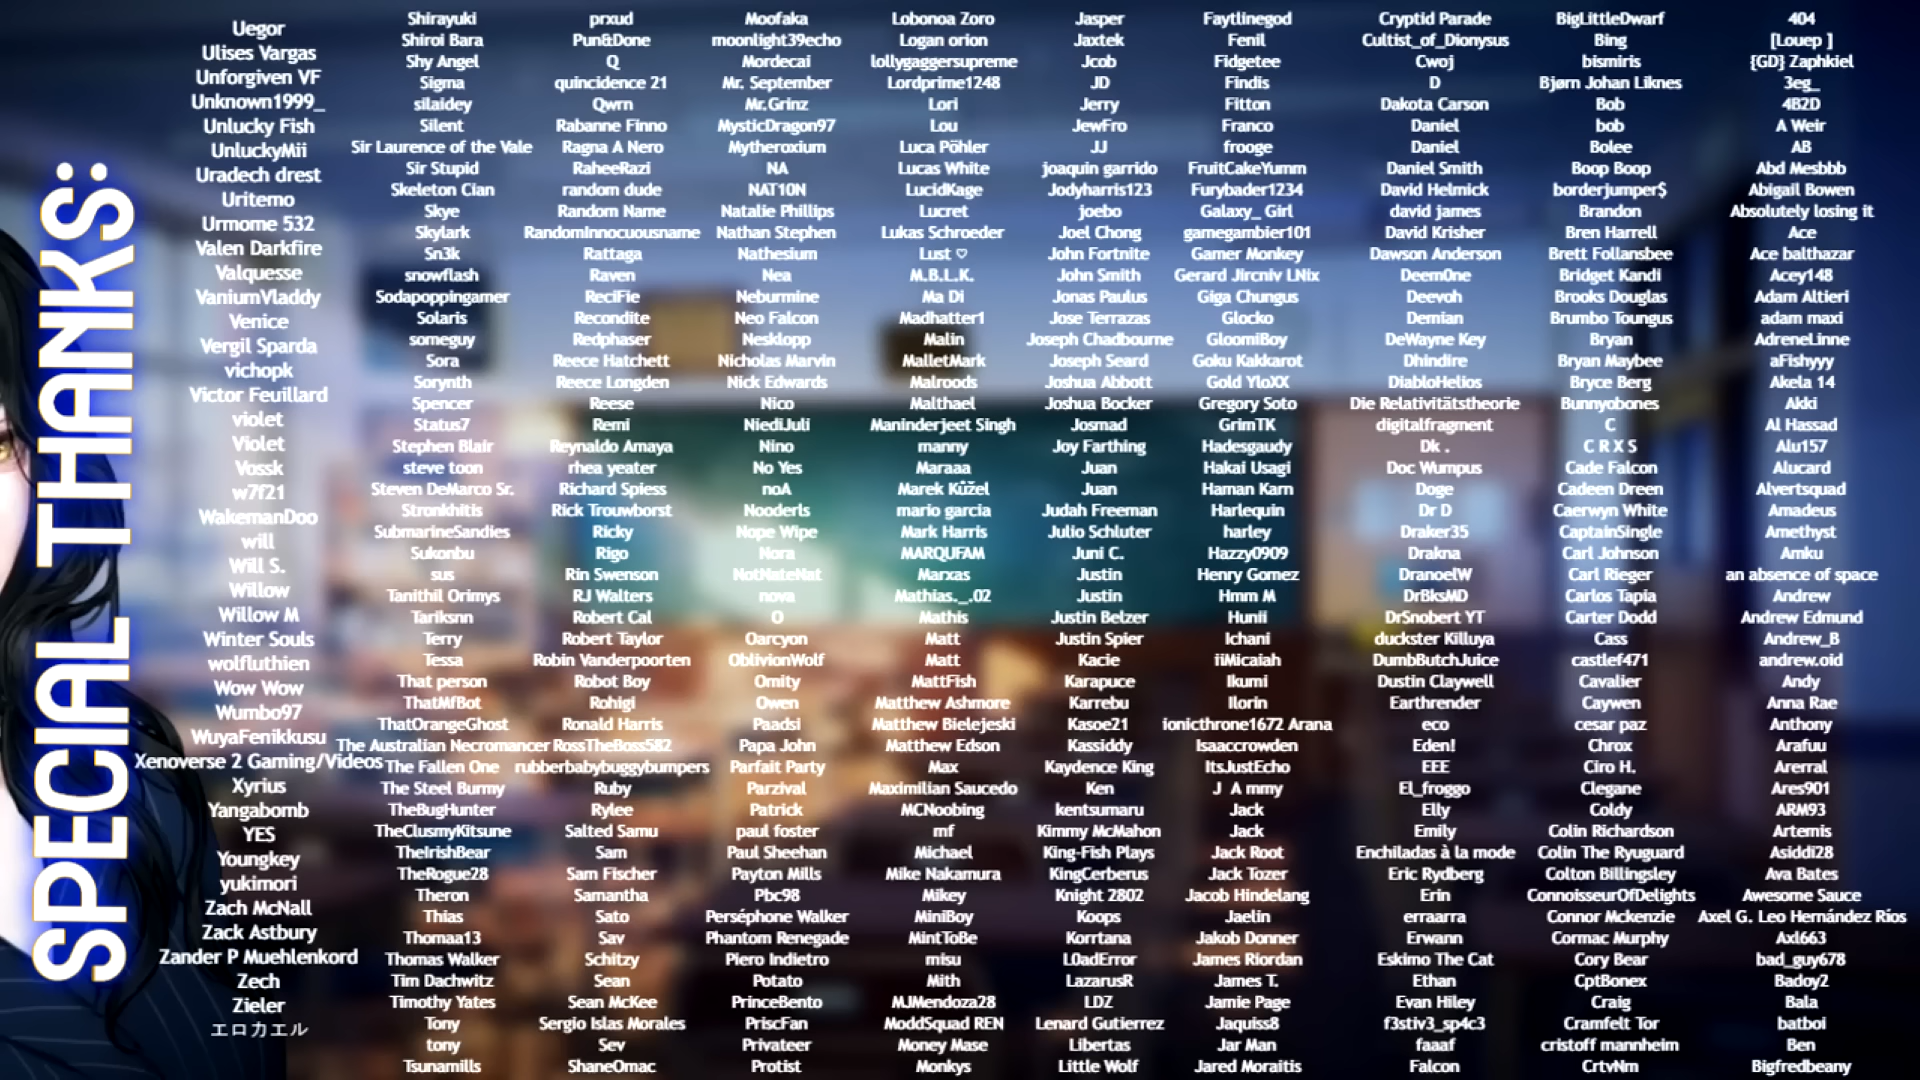 SPECIAL THANKS:
Uegor
Ulises Vargas
Unforgiven VF
Unknown1999_
Unlucky Fish
UnluckyMii
Uradech drest
Uritemo
Urmome 532
Valen Darkfire
Valquesse
VaniumVladdy
Venice
Vergil Sparda
vichopk
Victor Feuillard
violet
Violet
Vossk
w7f21
WakemanDoo
will
Will S.
Willow
Willow M
Winter Souls
wolfluthien
Wow Wow
Wumbo97
WuyaFenikkusu
Xenoverse 2 Gaming/Videos
Xyrius
Yangabomb
YES
Youngkey
yukimori
Zach McNall
Zack Astbury
Zander P Muehlenkord
Zech
Zieler
エロカエル
Shirayuki
Shiroi Bara
Shy Angel
Sigma
silaidey
Silent
Sir Laurence of the Vale
Sir Stupid
Skeleton Cian
Skye
Skylark
Sn3k
snowflash
Sodapoppingamer
Solaris
someguy
Sora
Sorynth
Spencer
Status7
Stephen Blair
steve toon
Steven DeMarco Sr.
Stronkhitis
SubmarineSandies
Sukonbu
sus
Tanithil Orimys
Tariksnn
Terry
Tessa
That person
ThatMfBot
ThatOrangeGhost
The Australian Necromancer
The Fallen One
The Steel Burmy
TheBugHunter
TheClusmyKitsune
TheIrishBear
TheRogue28
Theron
Thias
Thomaa13
Thomas Walker
Tim Dachwitz
Timothy Yates
Tony
tony
Tsunamills
prxud
Pun&Done
Q
quincidence 21
Qwrn
Rabanne Finno
Ragna A Nero
RaheeRazi
random dude
Random Name
RandomInnocuousname
Rattaga
Raven
ReciFie
Recondite
Redphaser
Reece Hatchett
Reece Longden
Reese
Remi
Reynaldo Amaya
rhea yeater
Richard Spiess
Rick Trouwborst
Ricky
Rigo
Rin Swenson
RJ Walters
Robert Cal
Robert Taylor
Robin Vanderpoorten
Robot Boy
Rohigi
Ronald Harris
RossTheBoss582
rubberbabybuggybumpers
Ruby
Rylee
Salted Samu
Sam
Sam Fischer
Samantha
Sato
Sav
Schitzy
Sean
Sean McKee
Sergio Islas Morales
Sev
ShaneOmac
Moofaka
moonlight39echo
Mordecai
Mr. September
Mr.Grinz
MysticDragon97
Mytheroxium
NA
NAT10N
Natalie Phillips
Nathan Stephen
Nathesium
Nea
Neburmine
Neo Falcon
Nesklopp
Nicholas Marvin
Nick Edwards
Nico
NiediJuli
Nino
No Yes
noA
Nooderls
Nope Wipe
Nora
NotNateNat
nova
O
Oarcyon
OblivionWolf
Omity
Owen
Paadsi
Papa John
Parfait Party
Parzival
Patrick
paul foster
Paul Sheehan
Payton Mills
Pbc98
Perséphone Walker
Phantom Renegade
Piero Indietro
Potato
PrinceBento
PriscFan
Privateer
Protist
Lobonoa Zoro
Logan orion
lollygaggersupreme
Lordprime1248
Lori
Lou
Luca Pöhler
Lucas White
LucidKage
Lucret
Lukas Schroeder
Lust ♡
M.B.L.K.
Ma Di
Madhatter1
Malin
MalletMark
Malroods
Malthael
Maninderjeet Singh
manny
Maraaa
Marek Kůžel
mario garcia
Mark Harris
MARQUFAM
Marxas
Mathias._.02
Mathis
Matt
Matt
MattFish
Matthew Ashmore
Matthew Bielejeski
Matthew Edson
Max
Maximilian Saucedo
MCNoobing
mf
Michael
Mike Nakamura
Mikey
MiniBoy
MintToBe
misu
Mith
MJMendoza28
ModdSquad REN
Money Mase
Monkys
Jasper
Jaxtek
Jcob
JD
Jerry
JewFro
JJ
joaquin garrido
Jodyharris123
joebo
Joel Chong
John Fortnite
John Smith
Jonas Paulus
Jose Terrazas
Joseph Chadbourne
Joseph Seard
Joshua Abbott
Joshua Bocker
Josmad
Joy Farthing
Juan
Juan
Judah Freeman
Julio Schluter
Juni C.
Justin
Justin
Justin Belzer
Justin Spier
Kacie
Karapuce
Karrebu
Kasoe21
Kassiddy
Kaydence King
Ken
kentsumaru
Kimmy McMahon
King-Fish Plays
KingCerberus
Knight 2802
Koops
Korrtana
L0adError
LazarusR
LDZ
Lenard Gutierrez
Libertas
Little Wolf
Faytlinegod
Fenil
Fidgetee
Findis
Fitton
Franco
frooge
FruitCakeYumm
Furybader1234
Galaxy_ Girl
gamegambier101
Gamer Monkey
Gerard Jircniv LNix
Giga Chungus
Glocko
GloomiBoy
Goku Kakkarot
Gold YloXX
Gregory Soto
GrimTK
Hadesgaudy
Hakai Usagi
Haman Karn
Harlequin
harley
Hazzy0909
Henry Gomez
Hmm M
Hunii
Ichani
iiMicaiah
Ikumi
Ilorin
ionicthrone1672 Arana
Isaaccrowden
ItsJustEcho
J  A mmy
Jack
Jack
Jack Root
Jack Tozer
Jacob Hindelang
Jaelin
Jakob Donner
James Riordan
James T.
Jamie Page
Jaquiss8
Jar Man
Jared Moraitis
Cryptid Parade
Cultist_of_Dionysus
Cwoj
D
Dakota Carson
Daniel
Daniel
Daniel Smith
David Helmick
david james
David Krisher
Dawson Anderson
Deem0ne
Deevoh
Demian
DeWayne Key
Dhindire
DiabloHelios
Die Relativitätstheorie
digitalfragment
Dk .
Doc Wumpus
Doge
Dr D
Draker35
Drakna
DranoelW
DrBksMD
DrSnobert YT
duckster Killuya
DumbButchJuice
Dustin Claywell
Earthrender
eco
Eden!
EEE
El_froggo
Elly
Emily
Enchiladas à la mode
Eric Rydberg
Erin
erraarra
Erwann
Eskimo The Cat
Ethan
Evan Hiley
f3stiv3_sp4c3
faaaf
Falcon
BigLittleDwarf
Bing
bismiris
Bjørn Johan Liknes
Bob
bob
Bolee
Boop Boop
borderjumper$
Brandon
Bren Harrell
Brett Follansbee
Bridget Kandi
Brooks Douglas
Brumbo Toungus
Bryan
Bryan Maybee
Bryce Berg
Bunnyobones
C
C R X S
Cade Falcon
Cadeen Dreen
Caerwyn White
CaptainSingle
Carl Johnson
Carl Rieger
Carlos Tapia
Carter Dodd
Cass
castlef471
Cavalier
Caywen
cesar paz
Chrox
Ciro H.
Clegane
Coldy
Colin Richardson
Colin The Ryuguard
Colton Billingsley
ConnoisseurOfDelights
Connor Mckenzie
Cormac Murphy
Cory Bear
CptBonex
Craig
Cramfelt Tor
cristoff mannheim
CrtvNm
404
[Louep ]
{GD} Zaphkiel
3eg_
4B2D
A Weir
AB
Abd Mesbbb
Abigail Bowen
Absolutely losing it
Ace
Ace balthazar
Acey148
Adam Altieri
adam maxi
AdreneLinne
aFishyyy
Akela 14
Akki
Al Hassad
Alu157
Alucard
Alvertsquad
Amadeus
Amethyst
Amku
an absence of space
Andrew
Andrew Edmund
Andrew_B
andrew.oid
Andy
Anna Rae
Anthony
Arafuu
Arerral
Ares901
ARM93
Artemis
Asiddi28
Ava Bates
Awesome Sauce
Axel G. Leo Hernández Ríos
Axl663
bad_guy678
Badoy2
Bala
batboi
Ben
Bigfredbeany